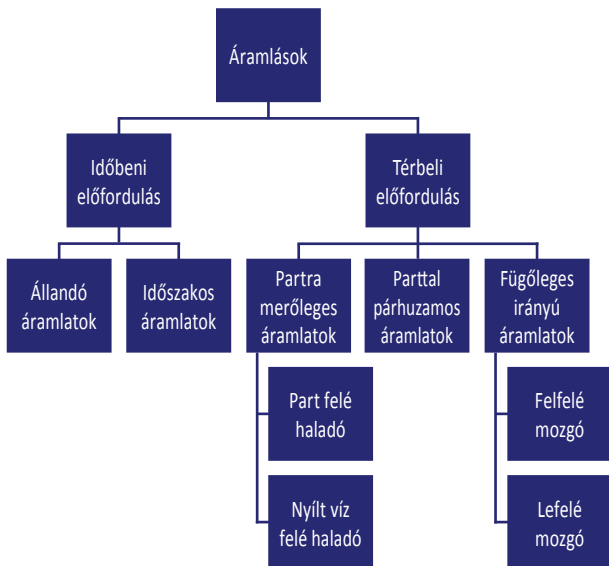 Áramlások
Időbeni
előfordulás
Térbeli
előfordulás
Állandó
áramlatok
Időszakos
áramlatok
Partra
merőleges
áramlatok
Parttal
párhuzamos
áramlatok
Fügőleges
irányú
áramlatok
Part felé
haladó
Felfelé
mozgó
Nyílt víz
felé haladó
Lefelé
mozgó